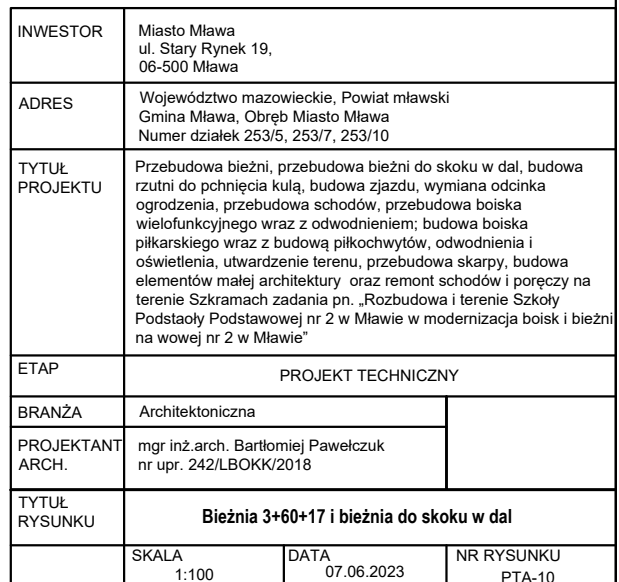 INWESTOR
Miasto Mława
ul. Stary Rynek 19,
06-500 Mława
ADRES
Województwo mazowieckie, Powiat mławski
Gmina Mława, Obręb Miasto Mława
Numer działek 253/5, 253/7, 253/10
TYTUŁ
PROJEKTU
Przebudowa bieżni, przebudowa bieżni do skoku w dal, budowa
rzutni do pchnięcia kulą, budowa zjazdu, wymiana odcinka
ogrodzenia, przebudowa schodów, przebudowa boiska
wielofunkcyjnego wraz z odwodnieniem; budowa boiska
piłkarskiego wraz z budową piłkochwytów, odwodnienia i
oświetlenia, utwardzenie terenu, przebudowa skarpy, budowa
elementów małej architektury oraz remont schodów i poręczy na
terenie Szkramach zadania pn. „Rozbudowa i terenie Szkoły
Podstaoły Podstawowej nr 2 w Mławie w modernizacja boisk i bieżni
na wowej nr 2 w Mławie”
ETAP
PROJEKT TECHNICZNY
BRANŻA
Architektoniczna
PROJEKTANT
ARCH.
mgr inż.arch. Bartłomiej Pawełczuk
nr upr. 242/LBOKK/2018
TYTUŁ
RYSUNKU
Bieżnia 3+60+17 i bieżnia do skoku w dal
SKALA
1:100
DATA
07.06.2023
NR RYSUNKU
PTA-10